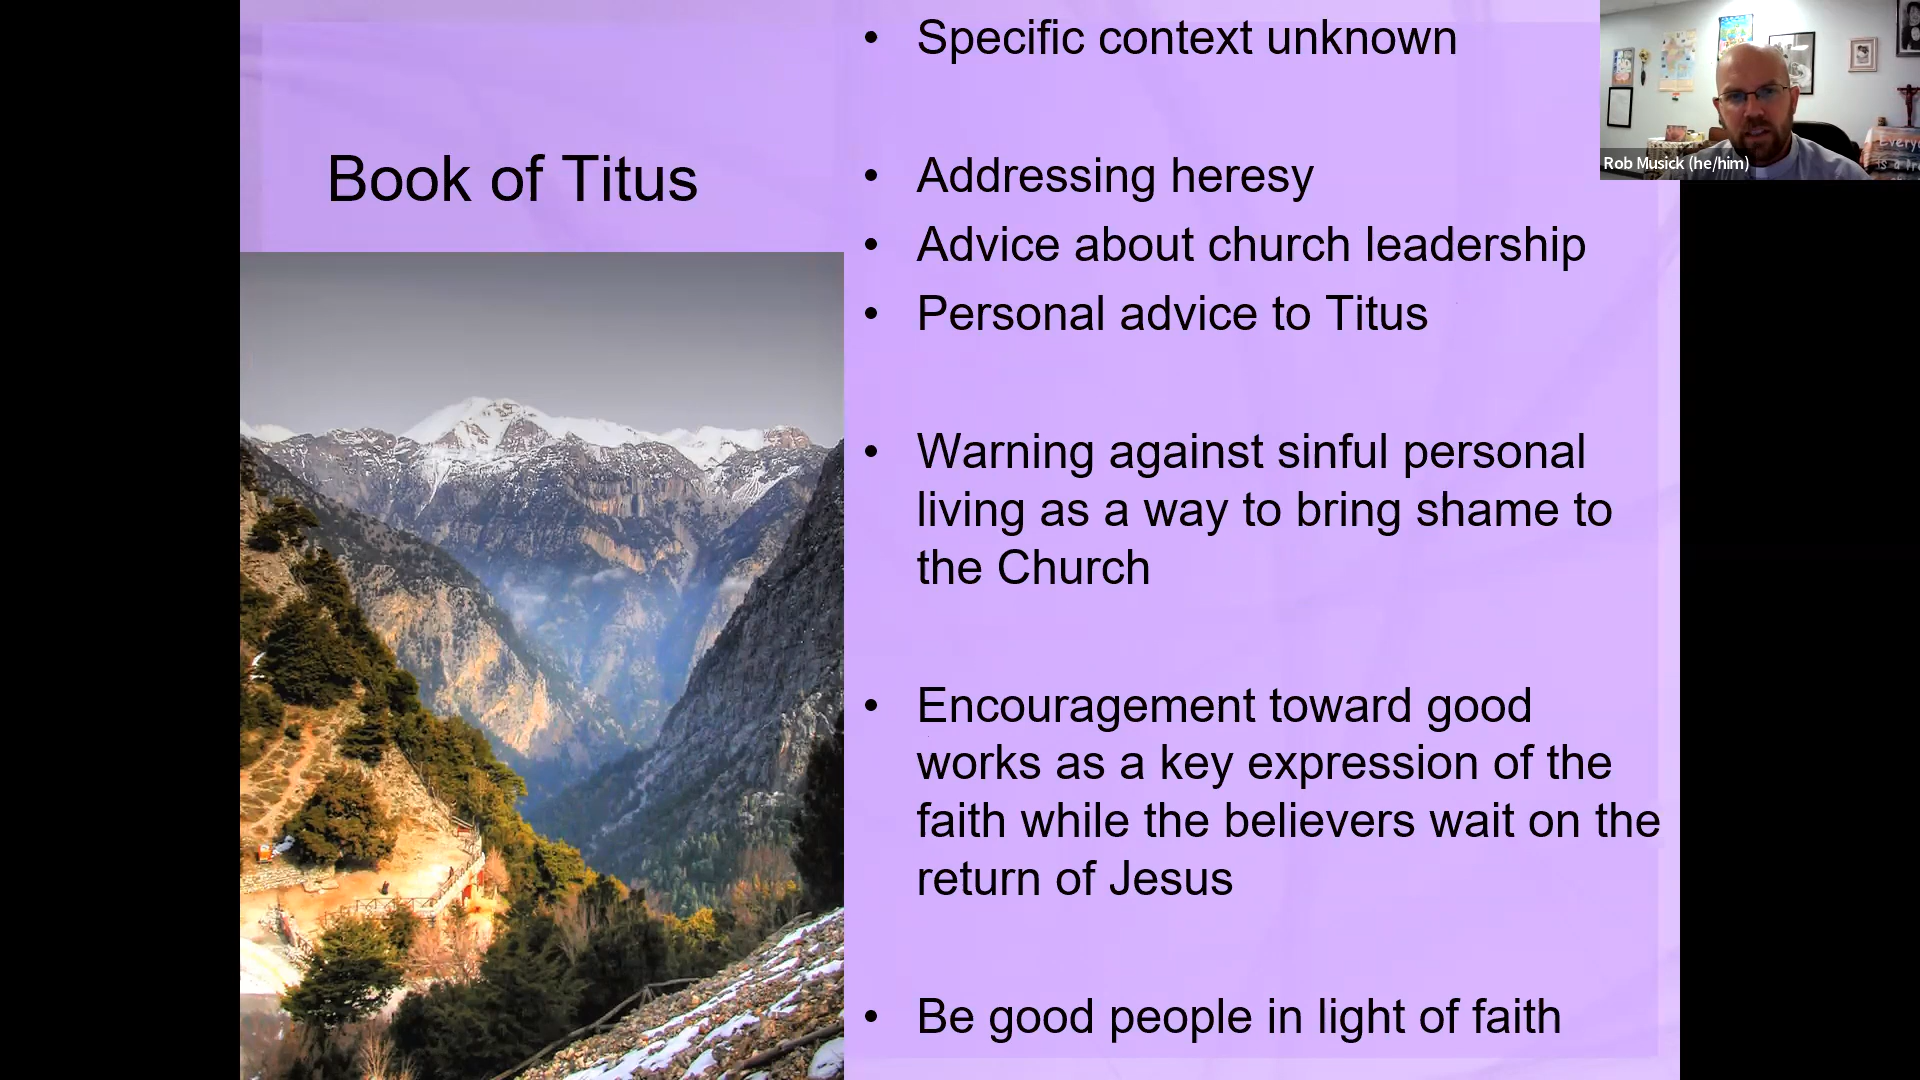 Book of Titus
• Specific context unknown
• Addressing heresy
• Advice about church leadership
• Personal advice to Titus
• Warning against sinful personal
living as a way to bring shame to
the Church
• Encouragement toward good
works as a key expression of the
faith while the believers wait on the
return of Jesus
• Be good people in light of faith
Rob Musick (he/him)